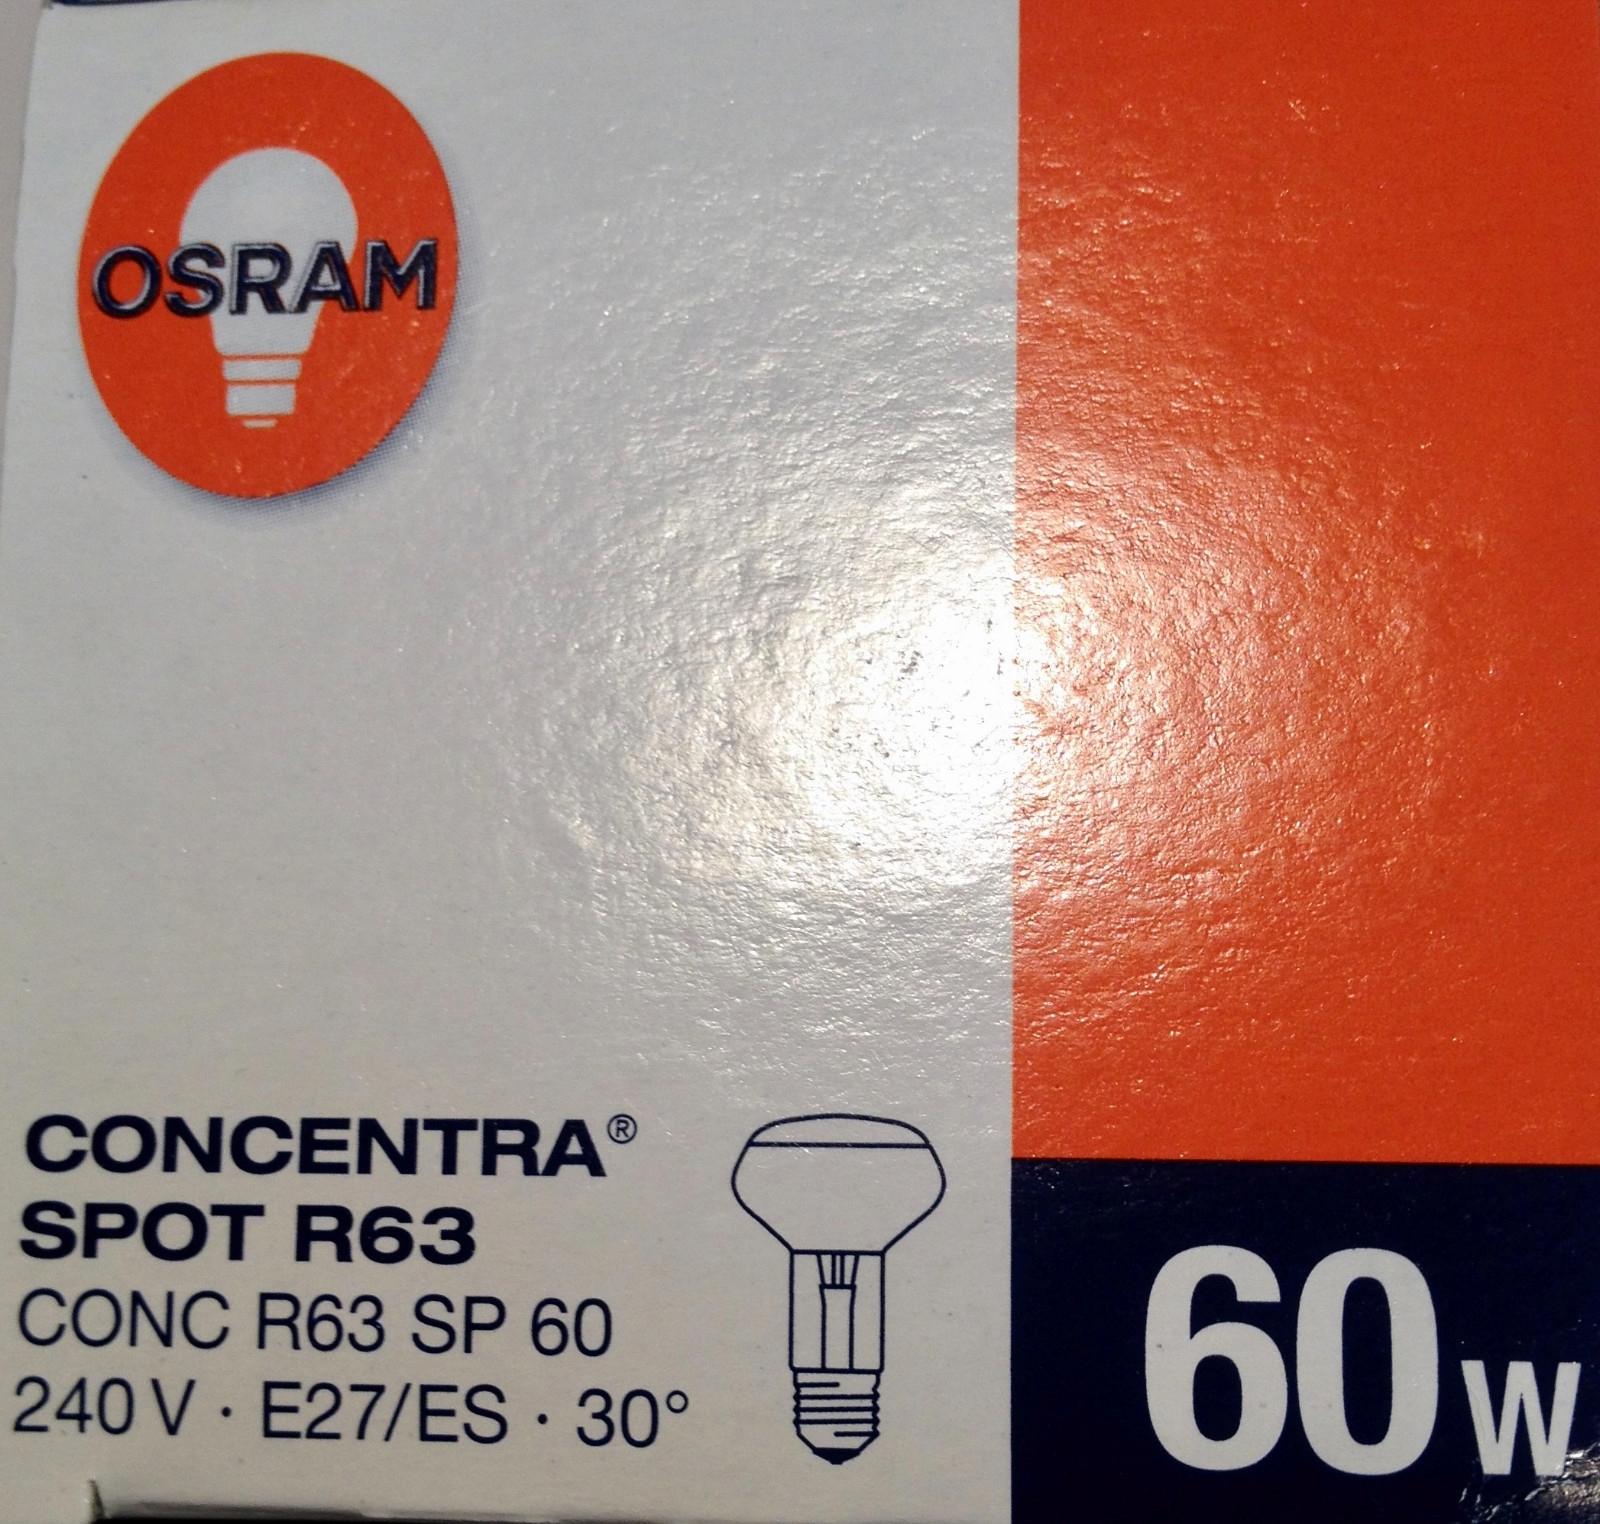 OSRAM
CONCENTRA®
SPOT R63
CONC R63 SP 60
240 V · E27/ES · 30°
60 W